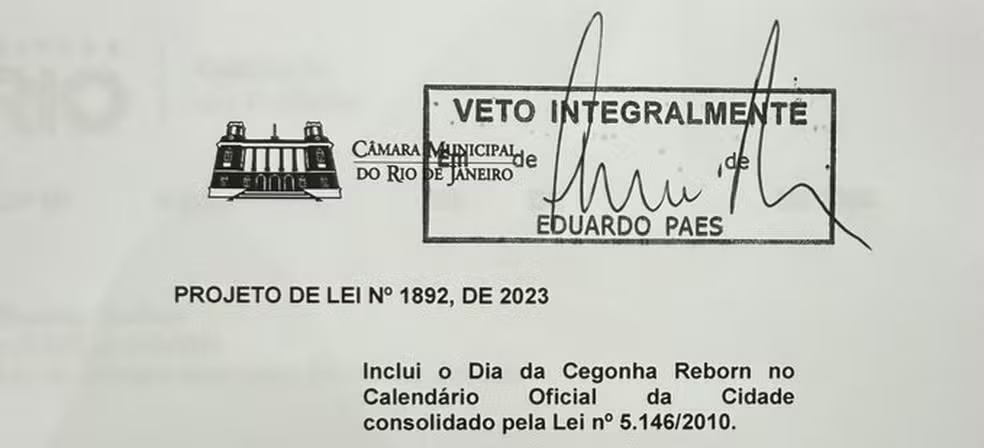 VETO INTEGRALMENTE
CÂMARA MUNICIPAL
DO RIO DE JANEIRO
Em de de
EDUARDO PAES
PROJETO DE LEI Nº 1892, DE 2023
Inclui o Dia da Cegonha Reborn no
Calendário Oficial da Cidade
consolidado pela Lei nº 5.146/2010.